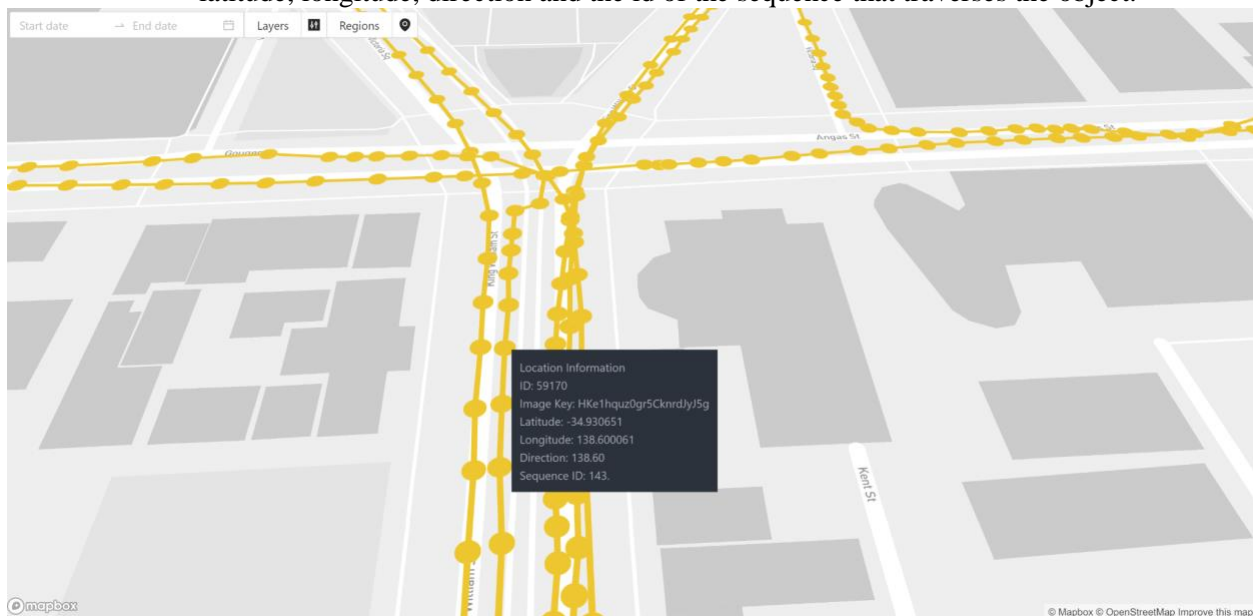 latitude, longitude, direction and the id of the sequence that traverses the object.
Start date → End date Layers Regions
Angas St
St
King William St
Location Information
ID: 59170
Image Key: HKe1hquz0gr5CknrdJyJ5g
Latitude: -34.930651
Longitude: 138.600061
Direction: 138.60
Sequence ID: 143.
Kent St
William
mapbox
© Mapbox © OpenStreetMap Improve this map